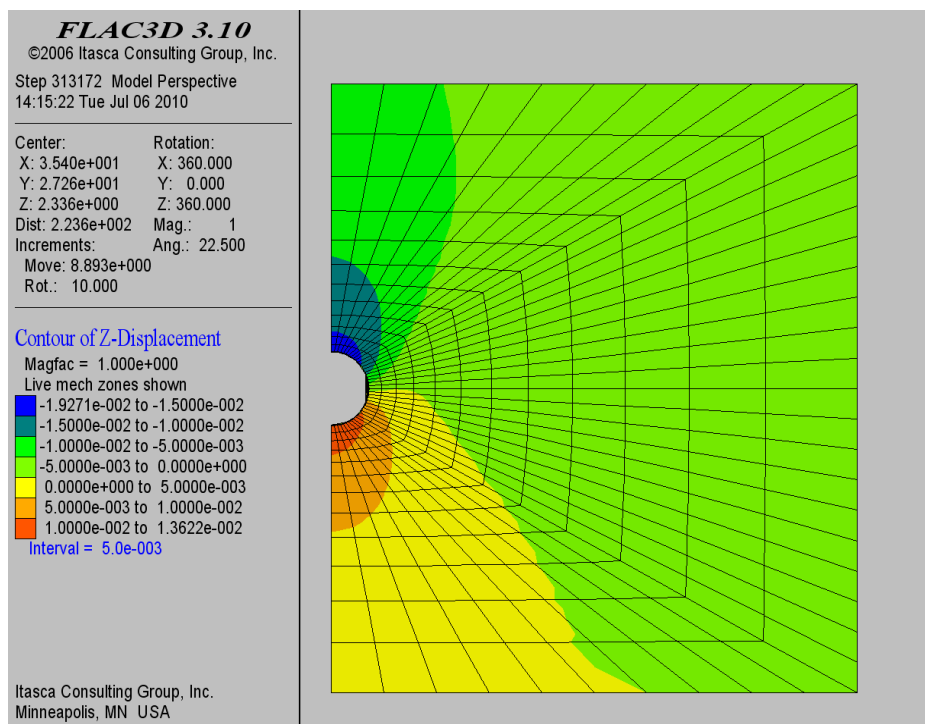 FLAC3D 3.10
©2006 Itasca Consulting Group, Inc.
Step 313172 Model Perspective
14:15:22 Tue Jul 06 2010
Center: Rotation:
X: 3.540e+001 X: 360.000
Y: 2.726e+001 Y: 0.000
Z: 2.336e+000 Z: 360.000
Dist: 2.236e+002 Mag.: 1
Increments: Ang.: 22.500
Move: 8.893e+000
Rot.: 10.000
Contour of Z-Displacement
Magfac = 1.000e+000
Live mech zones shown
-1.9271e-002 to -1.5000e-002
-1.5000e-002 to -1.0000e-002
-1.0000e-002 to -5.0000e-003
-5.0000e-003 to 0.0000e+000
0.0000e+000 to 5.0000e-003
5.0000e-003 to 1.0000e-002
1.0000e-002 to 1.3622e-002
Interval = 5.0e-003
Itasca Consulting Group, Inc.
Minneapolis, MN USA